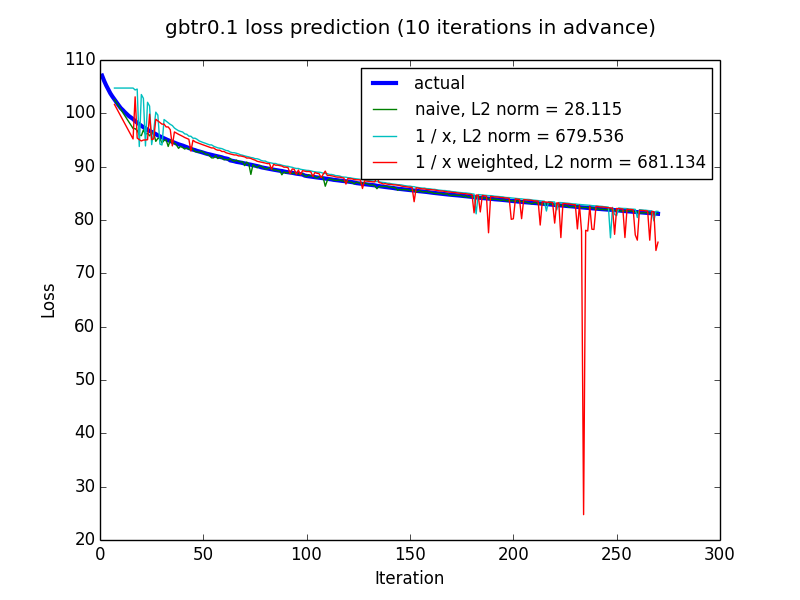 gbtr0.1 loss prediction (10 iterations in advance)
110
100
90
80
70
60
50
40
30
20
Loss
actual
naive, L2 norm = 28.115
1 / x, L2 norm = 679.536
1 / x weighted, L2 norm = 681.134
0 50 100 150 200 250 300
Iteration